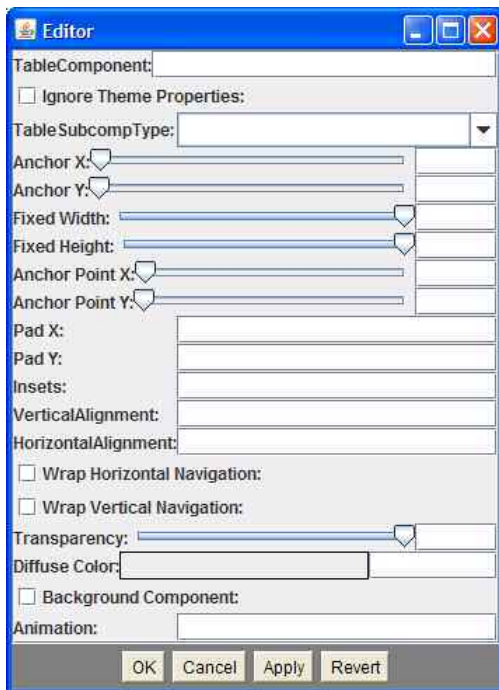 Editor
TableComponent:
Ignore Theme Properties:
TableSubcompType:
Anchor X:
Anchor Y:
Fixed Width:
Fixed Height:
Anchor Point X:
Anchor Point Y:
Pad X:
Pad Y:
Insets:
VerticalAlignment:
HorizontalAlignment:
Wrap Horizontal Navigation:
Wrap Vertical Navigation:
Transparency:
Diffuse Color:
Background Component:
Animation:
OK Cancel Apply Revert